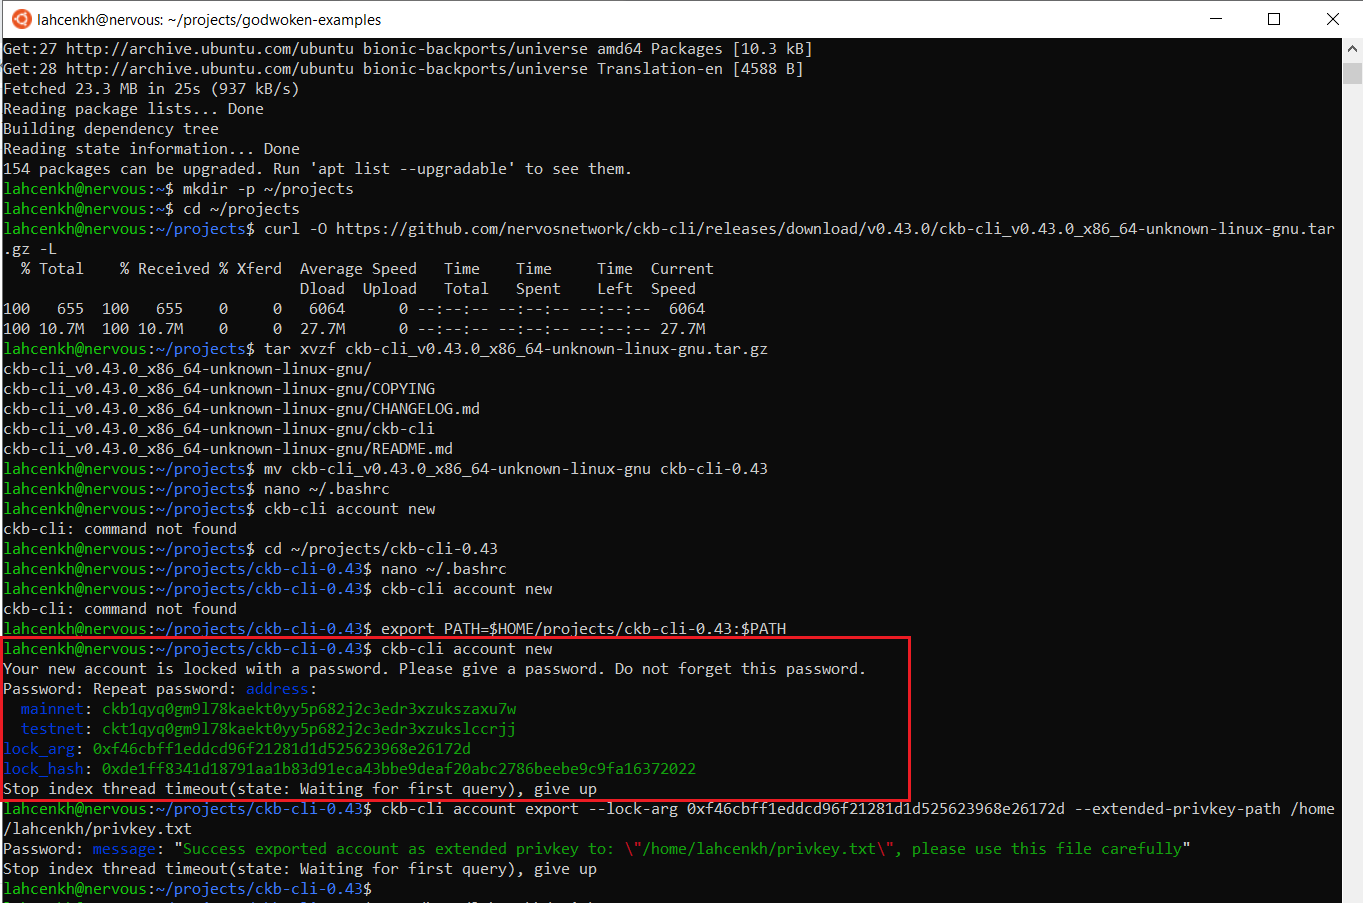 lahcenkh@nervous: ~/projects/godwoken-examples
Get:27 http://archive.ubuntu.com/ubuntu bionic-backports/universe amd64 Packages [10.3 kB]
Get:28 http://archive.ubuntu.com/ubuntu bionic-backports/universe Translation-en [4588 B]
Fetched 23.3 MB in 25s (937 kB/s)
Reading package lists... Done
Building dependency tree
Reading state information... Done
154 packages can be upgraded. Run 'apt list --upgradable' to see them.
lahcenkh@nervous:~$ mkdir -p ~/projects
lahcenkh@nervous:~$ cd ~/projects
lahcenkh@nervous:~/projects$ curl -O https://github.com/nervosnetwork/ckb-cli/releases/download/v0.43.0/ckb-cli_v0.43.0_x86_64-unknown-linux-gnu.tar
.gz -L
% Total % Received % Xferd Average Speed Time Time Time Current
Dload Upload Total Spent Left Speed
100 655 100 655 0 0 6064 0 --:--:-- --:--:-- --:--:-- 6064
100 10.7M 100 10.7M 0 0 27.7M 0 --:--:-- --:--:-- --:--:-- 27.7M
lahcenkh@nervous:~/projects$ tar xvzf ckb-cli_v0.43.0_x86_64-unknown-linux-gnu.tar.gz
ckb-cli_v0.43.0_x86_64-unknown-linux-gnu/
ckb-cli_v0.43.0_x86_64-unknown-linux-gnu/COPYING
ckb-cli_v0.43.0_x86_64-unknown-linux-gnu/CHANGELOG.md
ckb-cli_v0.43.0_x86_64-unknown-linux-gnu/ckb-cli
ckb-cli_v0.43.0_x86_64-unknown-linux-gnu/README.md
lahcenkh@nervous:~/projects$ mv ckb-cli_v0.43.0_x86_64-unknown-linux-gnu ckb-cli-0.43
lahcenkh@nervous:~/projects$ nano ~/.bashrc
lahcenkh@nervous:~/projects$ ckb-cli account new
ckb-cli: command not found
lahcenkh@nervous:~/projects$ cd ~/projects/ckb-cli-0.43
lahcenkh@nervous:~/projects/ckb-cli-0.43$ nano ~/.bashrc
lahcenkh@nervous:~/projects/ckb-cli-0.43$ ckb-cli account new
ckb-cli: command not found
lahcenkh@nervous:~/projects/ckb-cli-0.43$ export PATH=$HOME/projects/ckb-cli-0.43:$PATH
lahcenkh@nervous:~/projects/ckb-cli-0.43$ ckb-cli account new
Your new account is locked with a password. Please give a password. Do not forget this password.
Password: Repeat password: address:
mainnet: ckb1qyq0gm9l78kaekt0yy5p682j2c3edr3xzukszaxu7w
testnet: ckt1qyq0gm9l78kaekt0yy5p682j2c3edr3xzukslccrjj
lock_arg: 0xf46cbff1eddcd96f21281d1d525623968e26172d
lock_hash: 0xde1ff8341d18791aa1b83d91eca43bbe9deaf20abc2786beebe9c9fa16372022
Stop index thread timeout(state: Waiting for first query), give up
lahcenkh@nervous:~/projects/ckb-cli-0.43$ ckb-cli account export --lock-arg 0xf46cbff1eddcd96f21281d1d525623968e26172d --extended-privkey-path /home
/lahcenkh/privkey.txt
Password: message: "Success exported account as extended privkey to: \"/home/lahcenkh/privkey.txt\", please use this file carefully"
Stop index thread timeout(state: Waiting for first query), give up
lahcenkh@nervous:~/projects/ckb-cli-0.43$